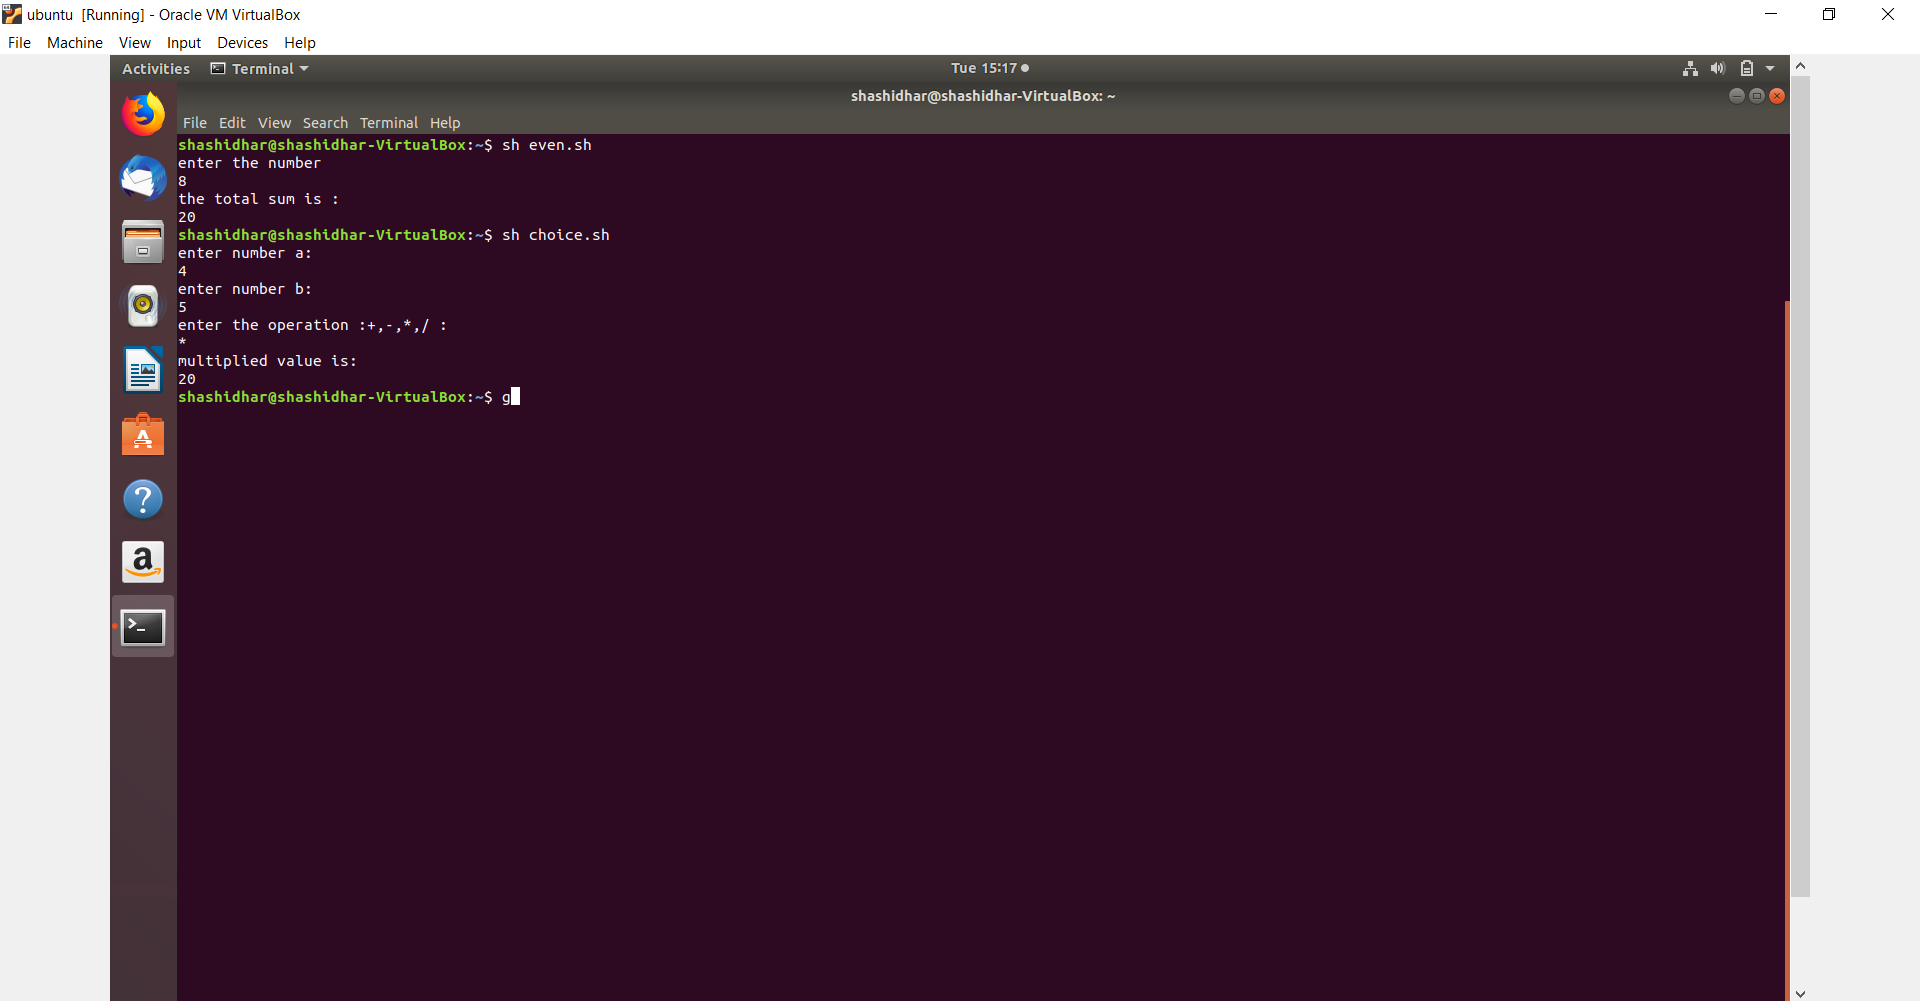 ubuntu [Running] - Oracle VM VirtualBox
File Machine View Input Devices Help
Activities Terminal Tue 15:17
shashidhar@shashidhar-VirtualBox: ~
File Edit View Search Terminal Help
shashidhar@shashidhar-VirtualBox:~$ sh even.sh
enter the number
8
the total sum is :
20
shashidhar@shashidhar-VirtualBox:~$ sh choice.sh
enter number a:
4
enter number b:
5
enter the operation :+,-,*,/ :
*
multiplied value is:
20
shashidhar@shashidhar-VirtualBox:~$ g